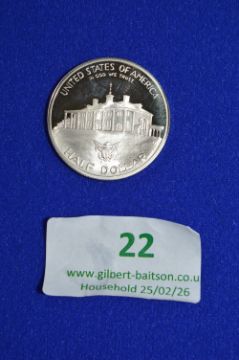 UNITED STATES OF AMERICA
IN GOD WE TRUST
HALF DOLLAR
22
www.gilbert-baitson.co.u
Household 25/02/26